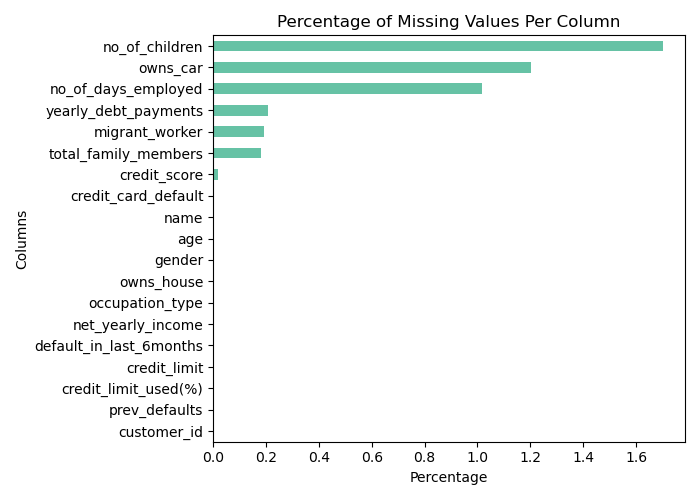 Percentage of Missing Values Per Column
no_of_children
owns_car
no_of_days_employed
yearly_debt_payments
migrant_worker
total_family_members
credit_score
credit_card_default
name
age
gender
owns_house
occupation_type
net_yearly_income
default_in_last_6months
credit_limit
credit_limit_used(%)
prev_defaults
customer_id
Columns
0.0 0.2 0.4 0.6 0.8 1.0 1.2 1.4 1.6
Percentage